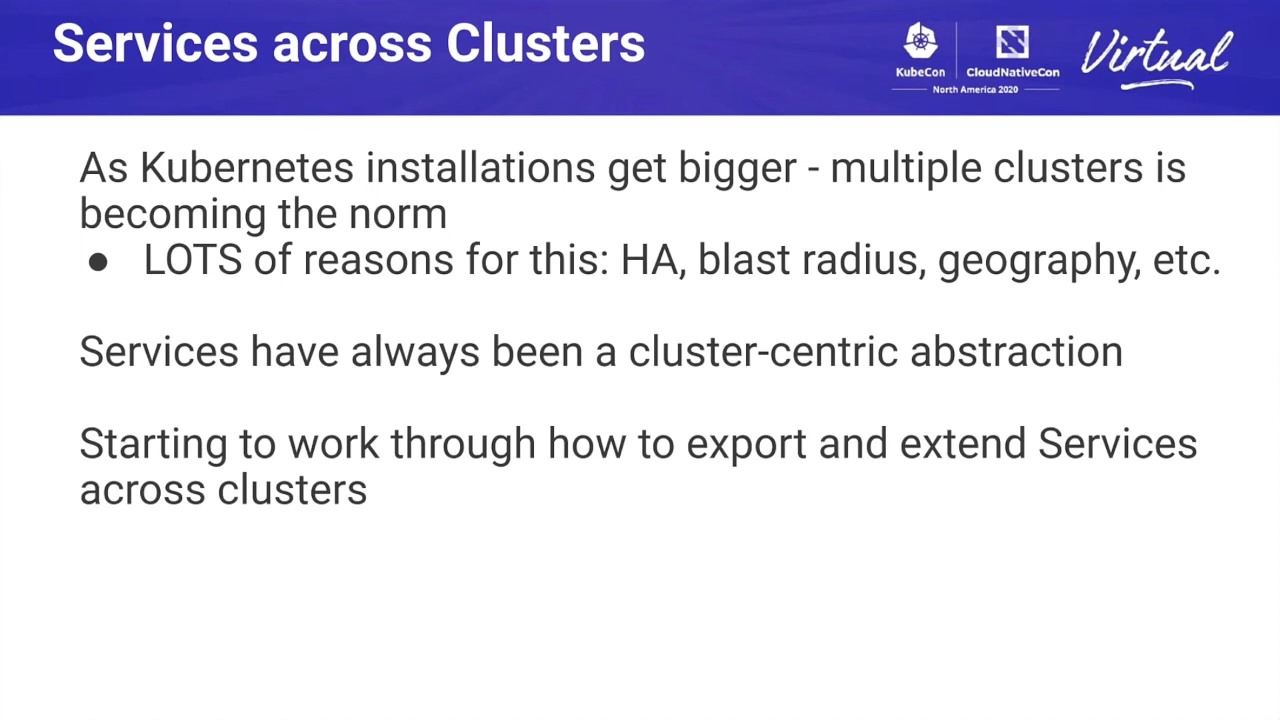 Services across Clusters
KubeCon
CloudNativeCon
North America 2020
Virtual
As Kubernetes installations get bigger - multiple clusters is
becoming the norm
● LOTS of reasons for this: HA, blast radius, geography, etc.
Services have always been a cluster-centric abstraction
Starting to work through how to export and extend Services
across clusters